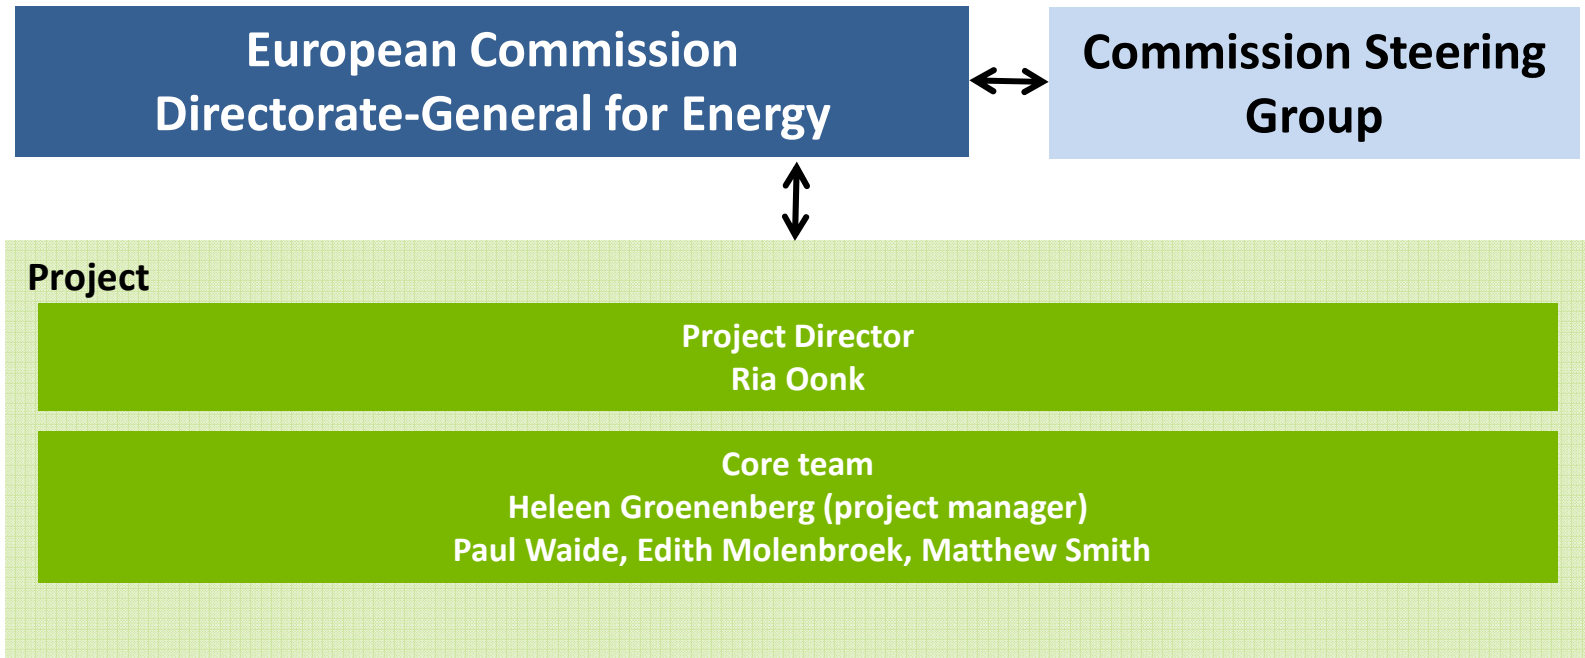 European Commission
Directorate-General for Energy
Commission Steering
Group
Project
Project Director
Ria Oonk
Core team
Heleen Groenenberg (project manager)
Paul Waide, Edith Molenbroek, Matthew Smith